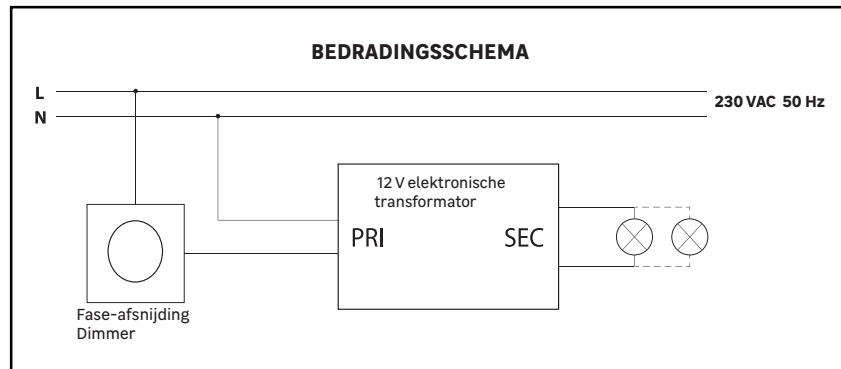 BEDRADINGSSCHEMA
L
230 VAC 50 Hz
N
12 V elektronische
transformator
PRI
SEC
Fase-afsnijding
Dimmer